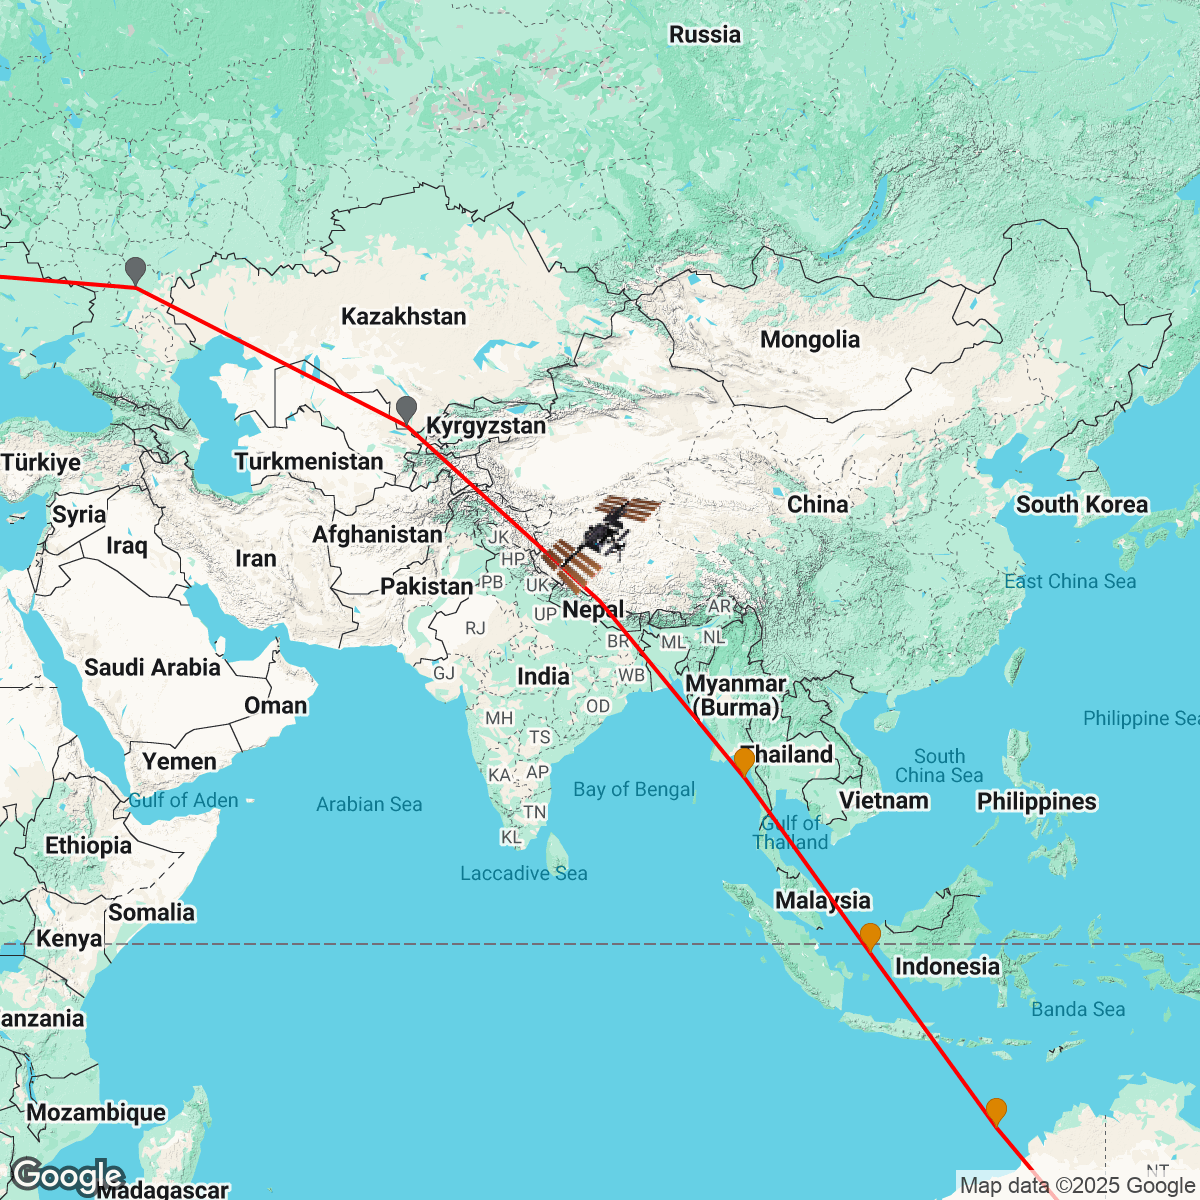 Russia
Kazakhstan
Mongolia
Kyrgyzstan
Türkiye
Turkmenistan
China
South Korea
Syria
Afghanistan
JK
Iraq
Iran
HP
East China Sea
Pakistan
PB
UK
Nepal
AR
UP
RJ
BR
ML
NL
Saudi Arabia
GJ
India
WB
Myanmar
(Burma)
Oman
OD
MH
Philippine Sea
TS
Yemen
Thailand
South
China Sea
KA
AP
Gulf of Aden
Arabian Sea
Bay of Bengal
Vietnam
Philippines
TN
Gulf of
Thailand
KL
Ethiopia
Laccadive Sea
Malaysia
Somalia
Kenya
Indonesia
Banda Sea
anzania
Mozambique
NT
Google
Madagascar
Map data ©2025 Google